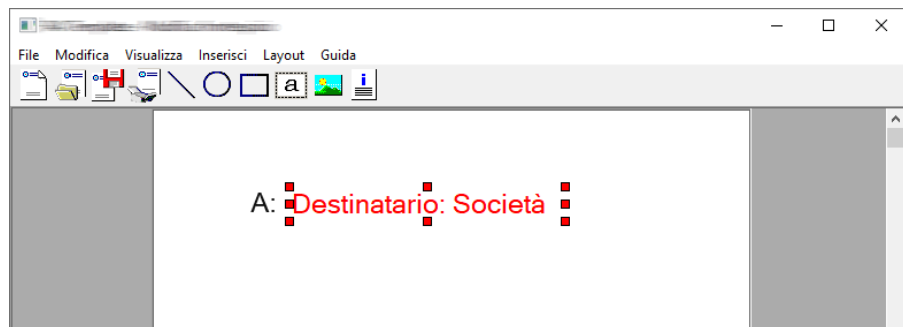 File Modifica Visualizza Inserisci Layout Guida
a
A: Destinatario: Società